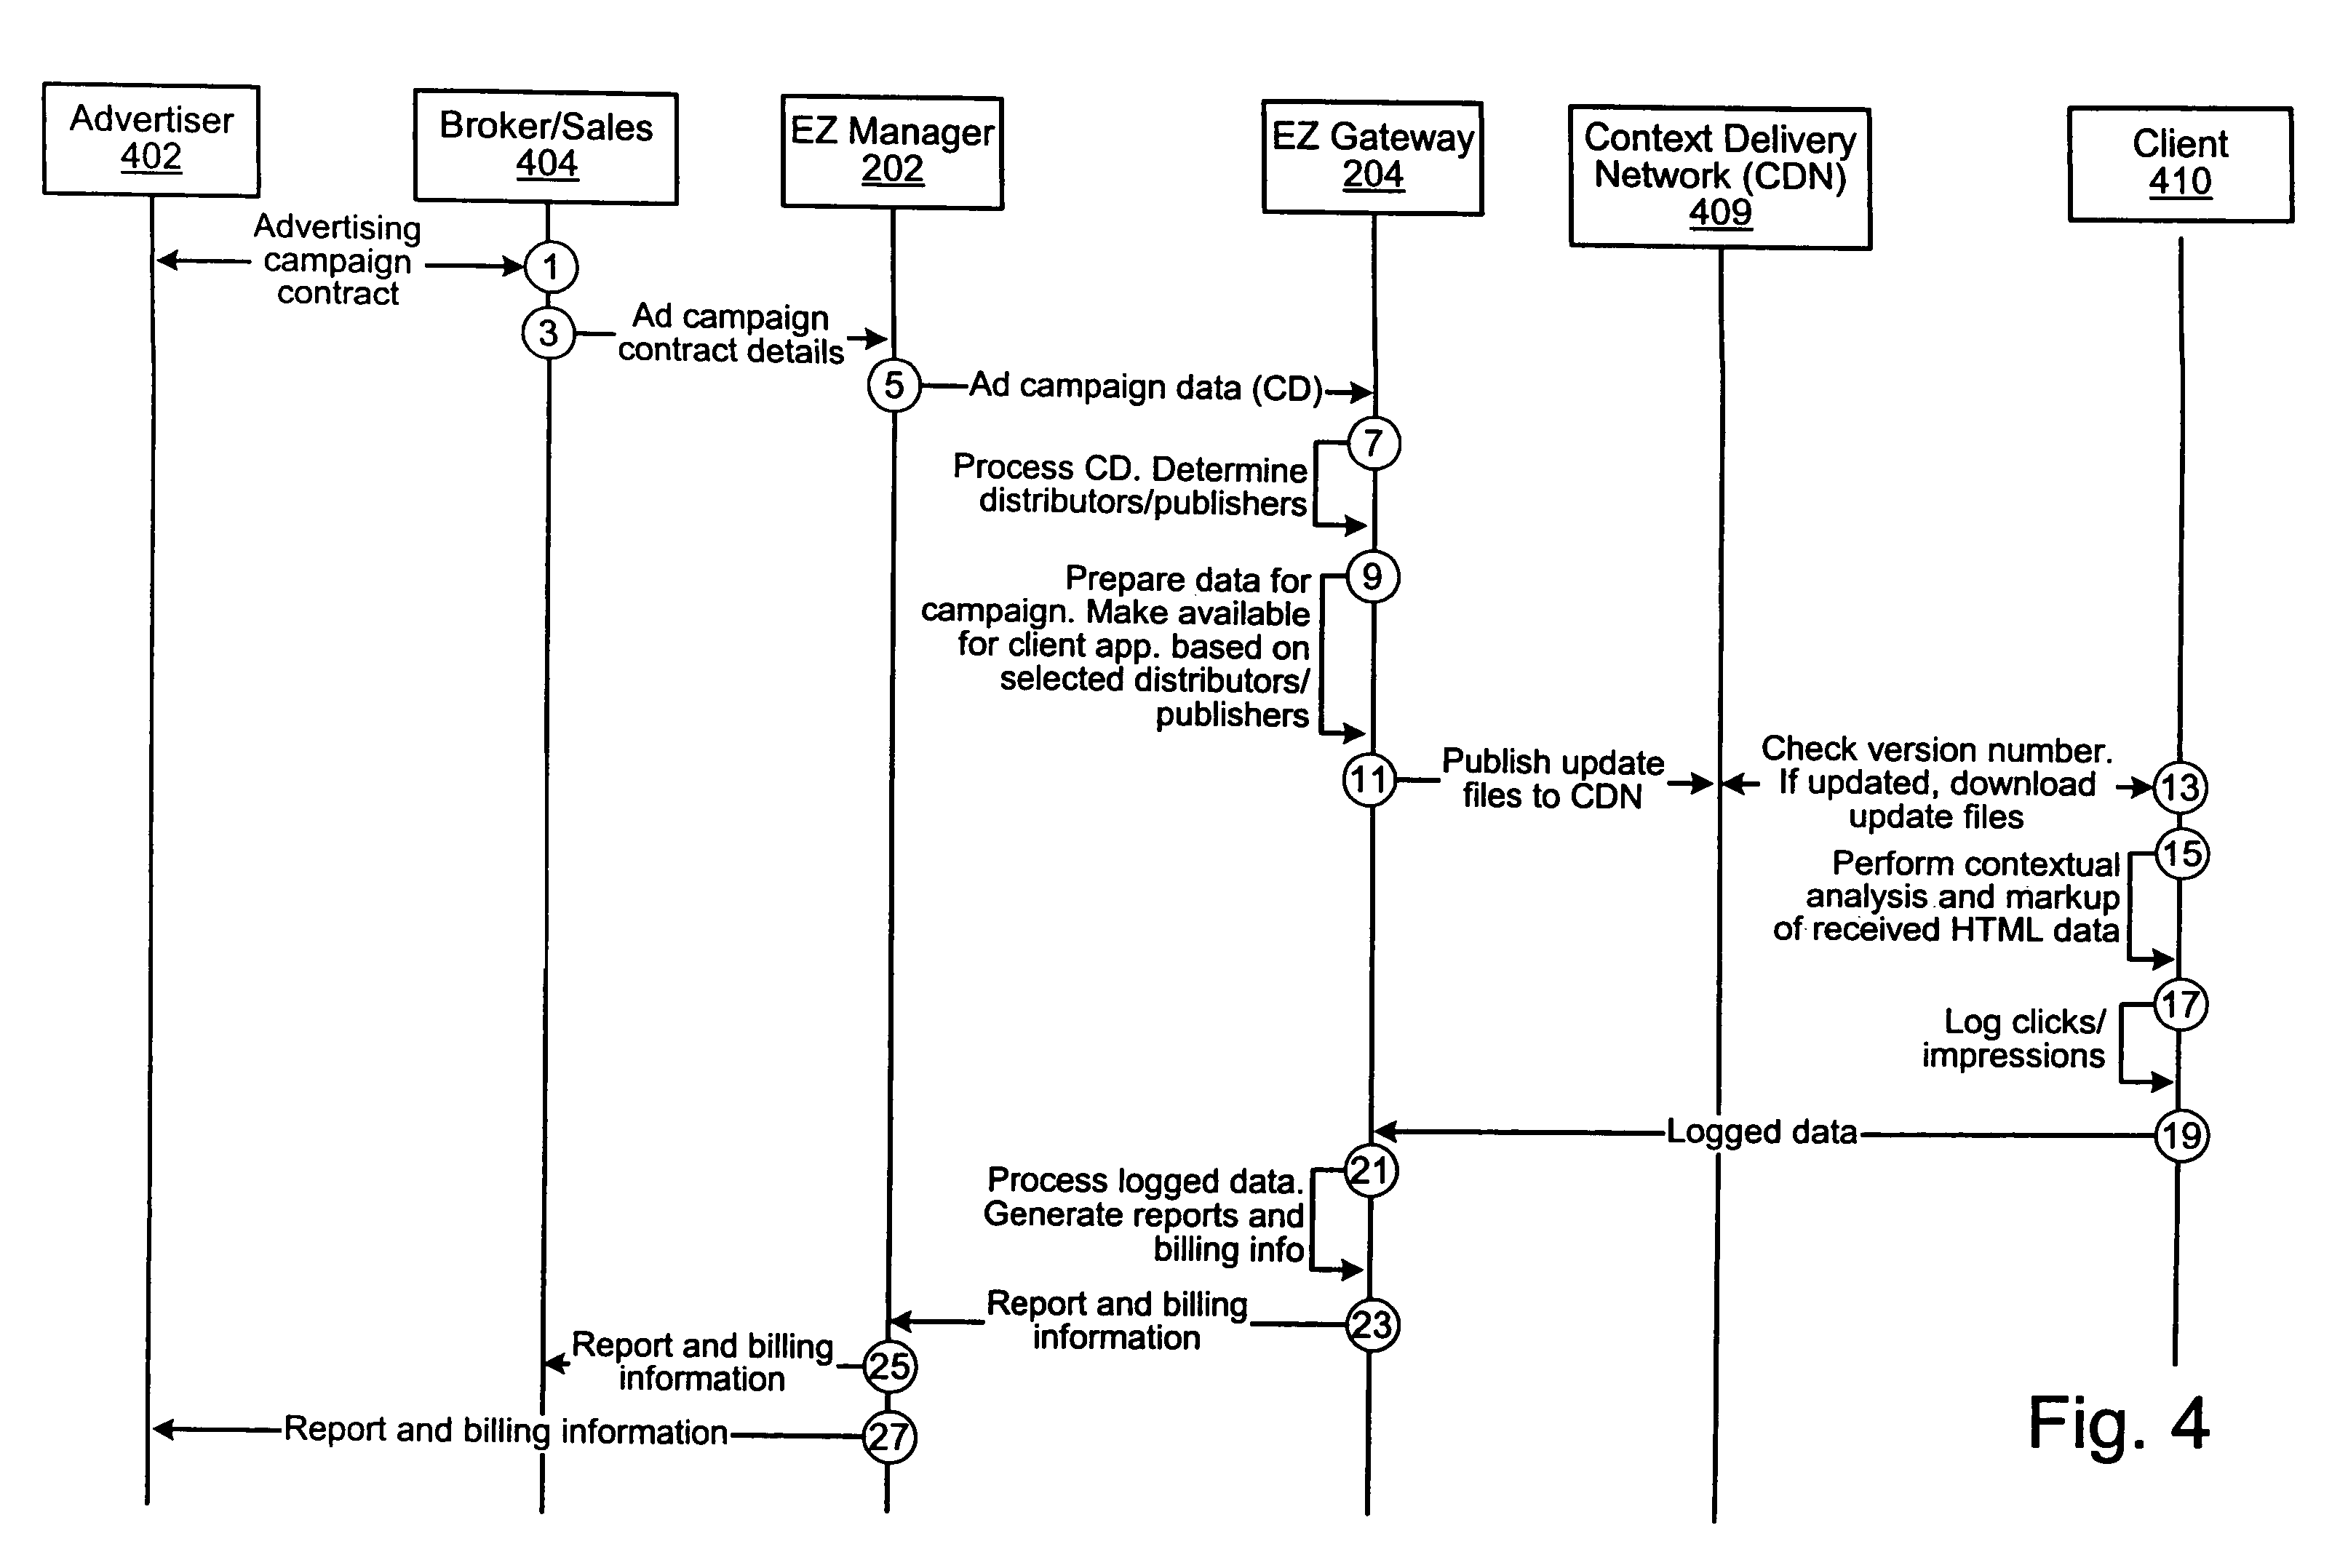 Advertiser
402
Broker/Sales
404
EZ Manager
202
EZ Gateway
204
Context Delivery
Network (CDN)
409
Client
410
Advertising
campaign
contract
1
3
Ad campaign
contract details
5
Ad campaign data (CD)
7
Process CD. Determine
distributors/publishers
9
Prepare data for
campaign. Make available
for client app. based on
selected distributors/
publishers
11
Publish update
files to CDN
Check version number.
If updated, download
update files
13
15
Perform contextual
analysis and markup
of received HTML data
17
Log clicks/
impressions
Logged data
19
21
Process logged data.
Generate reports and
billing info
Report and billing
information
23
Report and billing
information
25
Report and billing information
27
Fig. 4